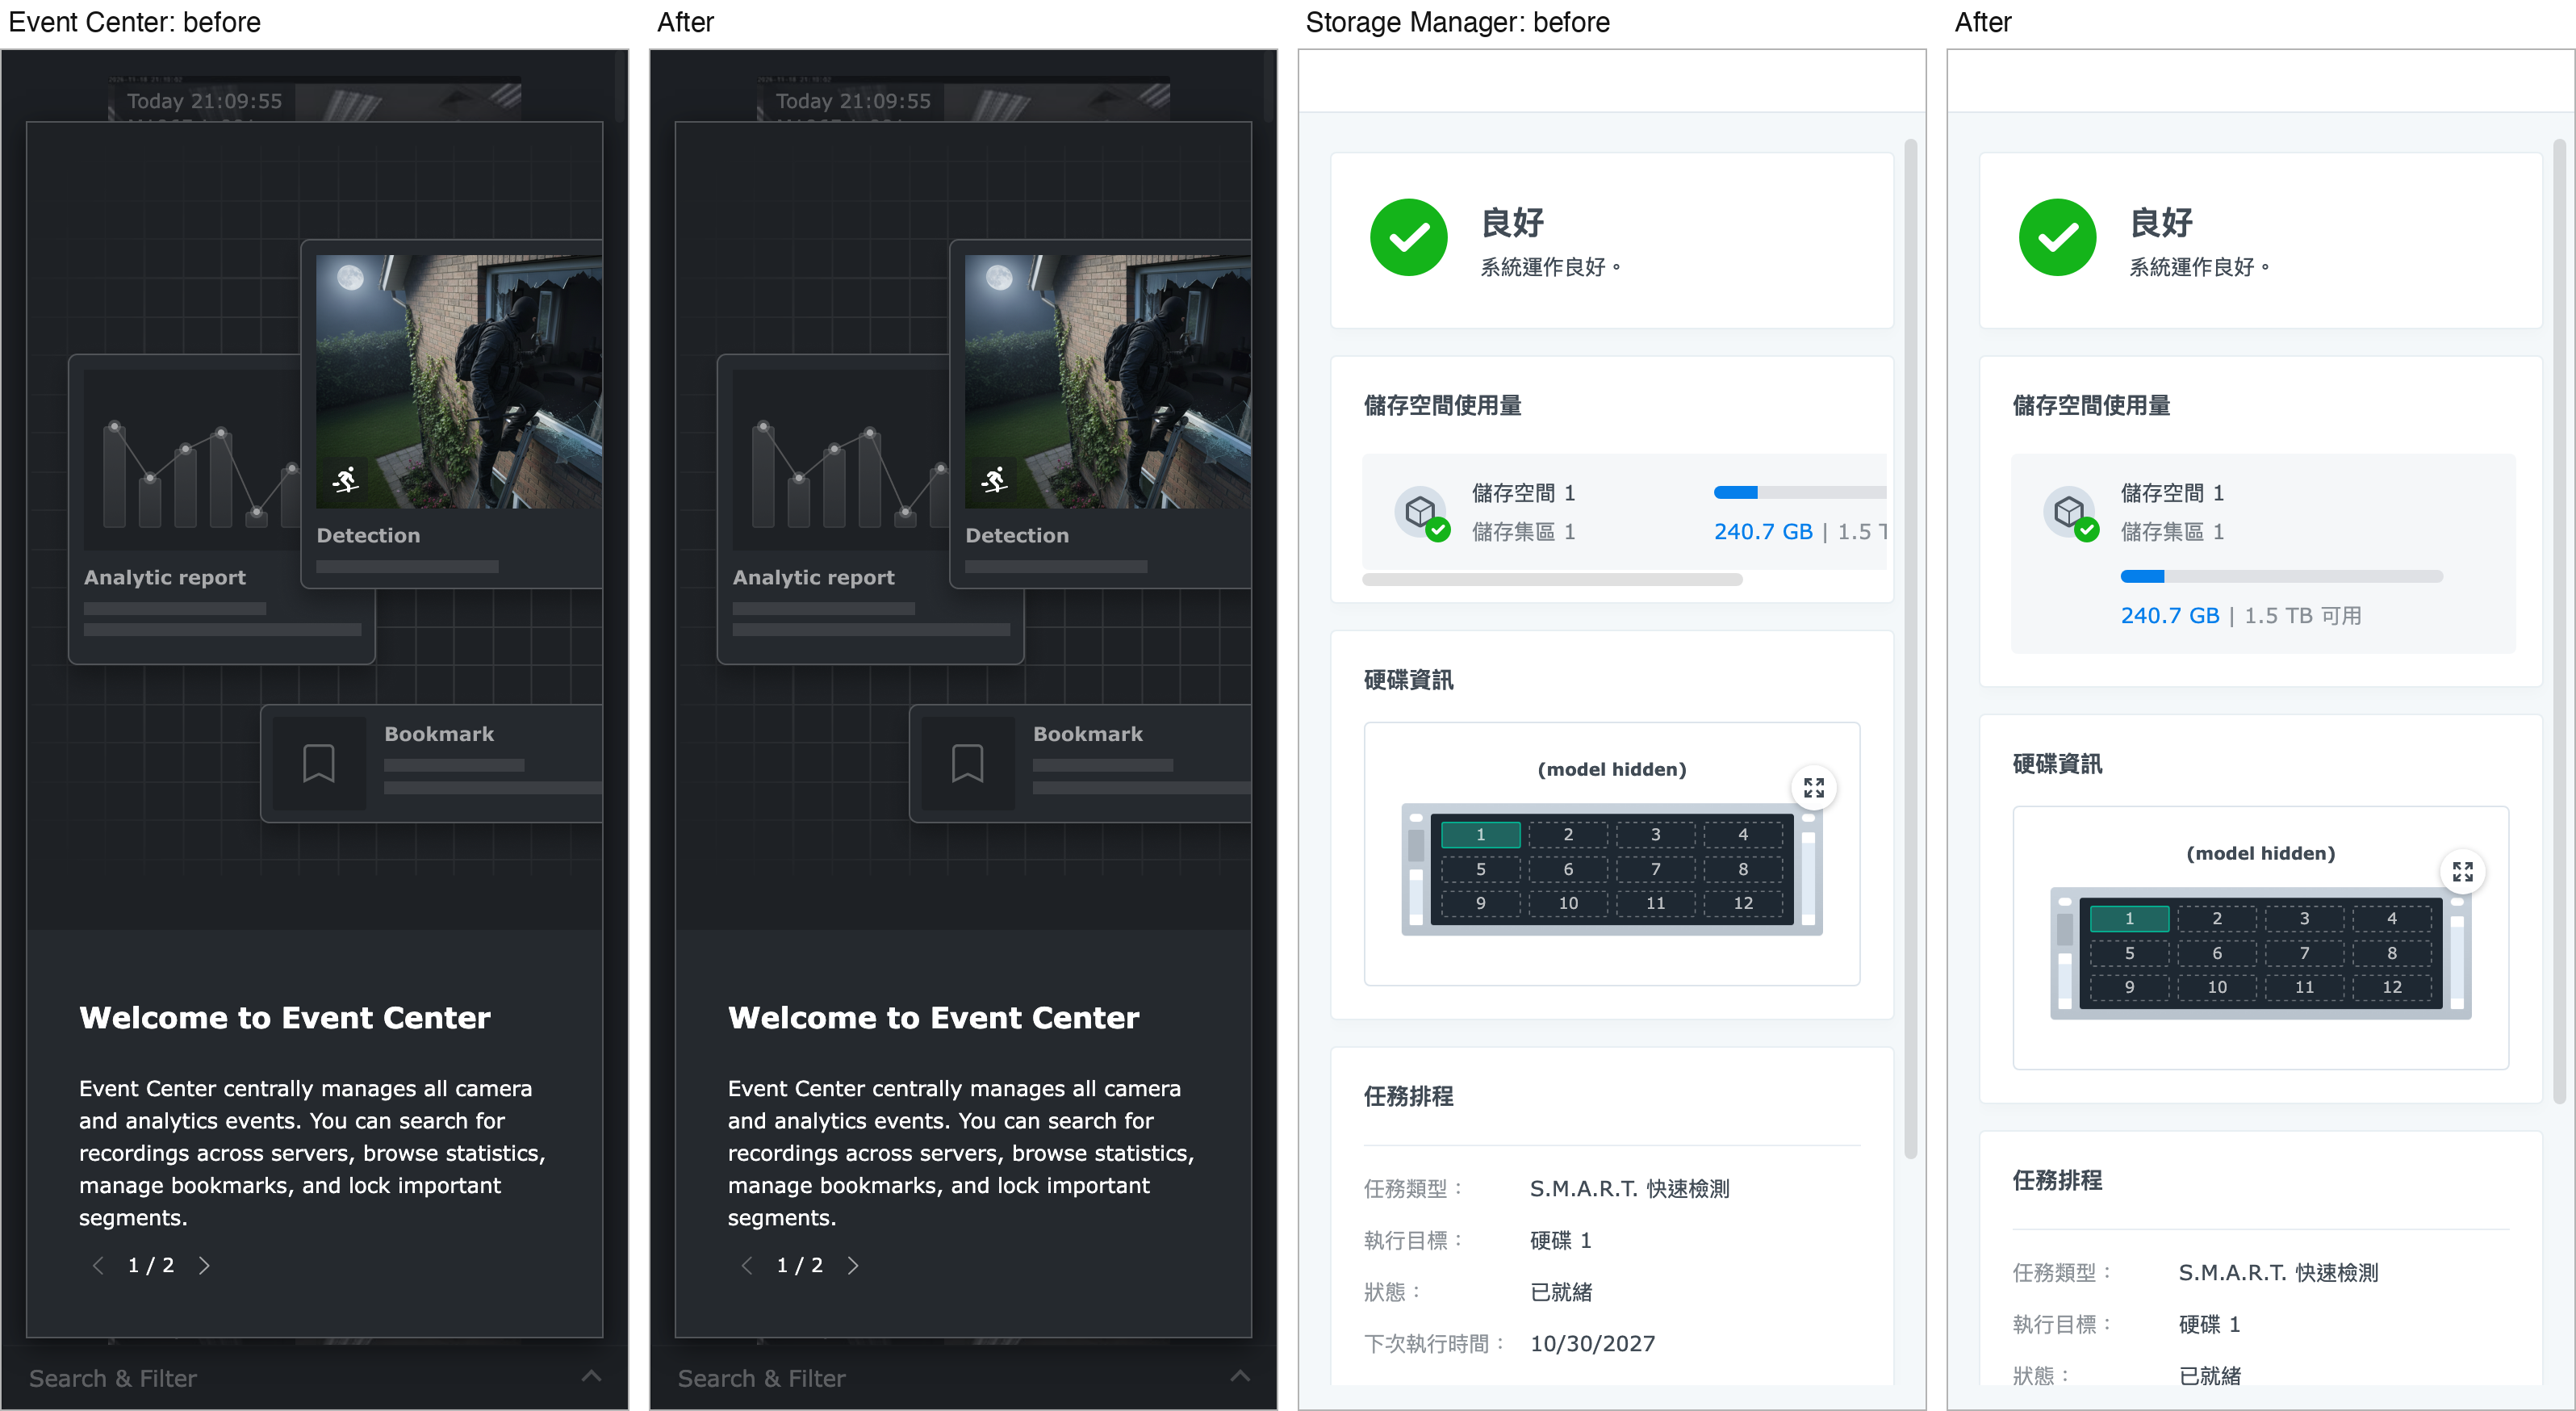 Event Center: before
Today 21:09:55
Detection
Analytic report
Bookmark
Welcome to Event Center
Event Center centrally manages all camera
and analytics events. You can search for
recordings across servers, browse statistics,
manage bookmarks, and lock important
segments.
1 / 2
Search & Filter
After
Today 21:09:55
Detection
Analytic report
Bookmark
Welcome to Event Center
Event Center centrally manages all camera
and analytics events. You can search for
recordings across servers, browse statistics,
manage bookmarks, and lock important
segments.
1 / 2
Search & Filter
Storage Manager: before
良好
系統運作良好。
儲存空間使用量
儲存空間 1
儲存集區 1
240.7 GB | 1.5 T
硬碟資訊
(model hidden)
1 2 3 4
5 6 7 8
9 10 11 12
任務排程
任務類型： S.M.A.R.T. 快速檢測
執行目標： 硬碟 1
狀態： 已就緒
下次執行時間： 10/30/2027
After
良好
系統運作良好。
儲存空間使用量
儲存空間 1
儲存集區 1
240.7 GB | 1.5 TB 可用
硬碟資訊
(model hidden)
1 2 3 4
5 6 7 8
9 10 11 12
任務排程
任務類型： S.M.A.R.T. 快速檢測
執行目標： 硬碟 1
狀態： 已就緒